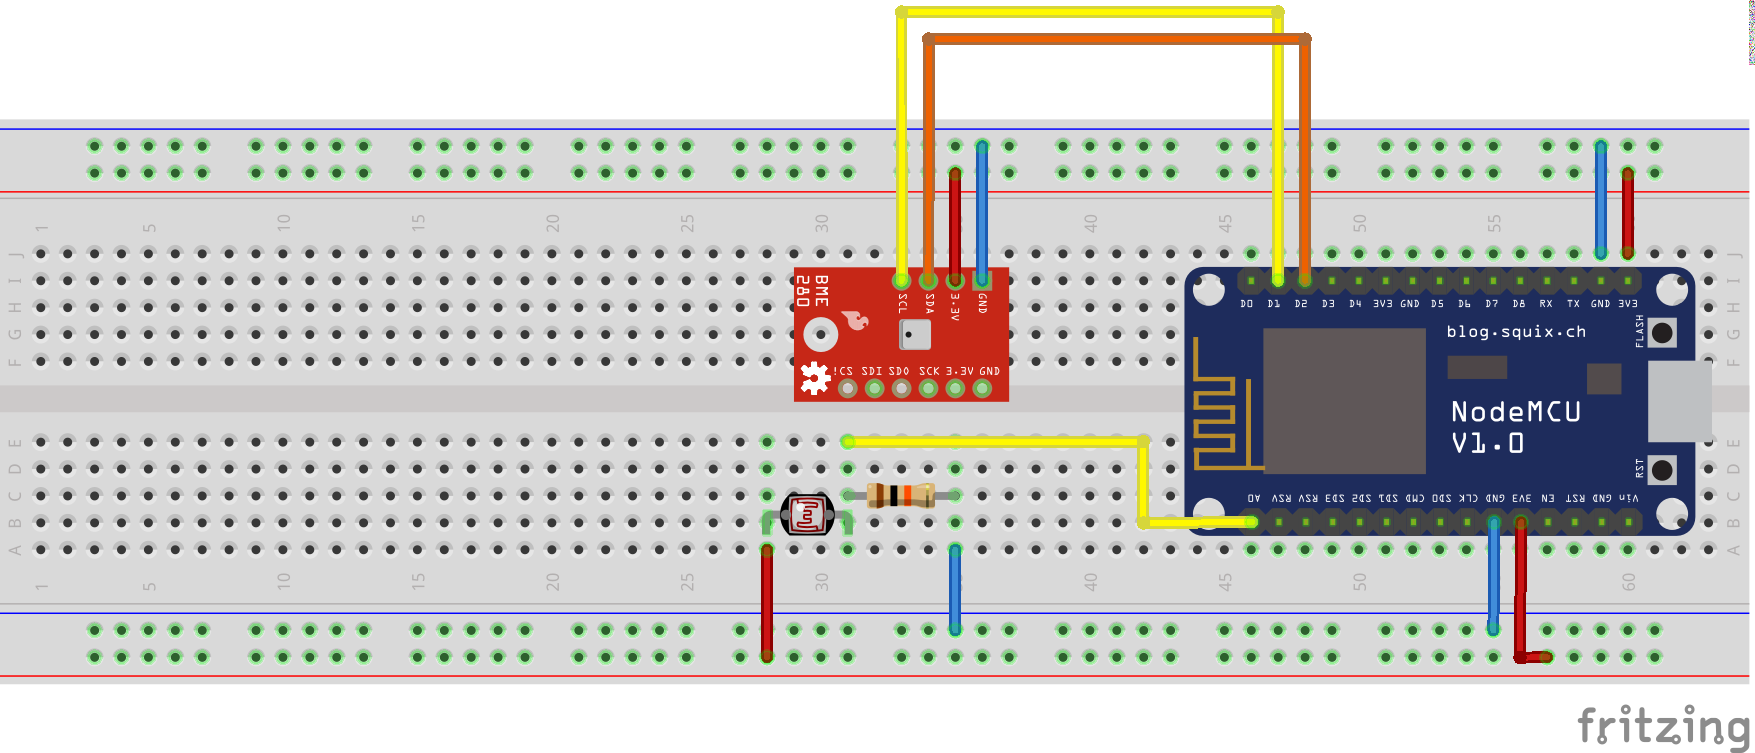 1 5 10 15 20 25 30 40 45 50 55
J J
I I
H H
G G
F F
BME
280
SCL SDA 3.3V GND
!CS SDI SDO SCK 3.3V GND
D0 D1 D2 D3 D4 3V3 GND D5 D6 D7 D8 RX TX GND 3V3
blog.squix.ch
FLASH
NodeMCU
V1.0
RST
A0 RSV RSV SD3 SD2 SD1 CMD SD0 CLK GND 3V3 EN RST GND Vin
E E
D D
C C
B B
A A
1 5 10 15 20 25 30 40 45 50 60
fritzing